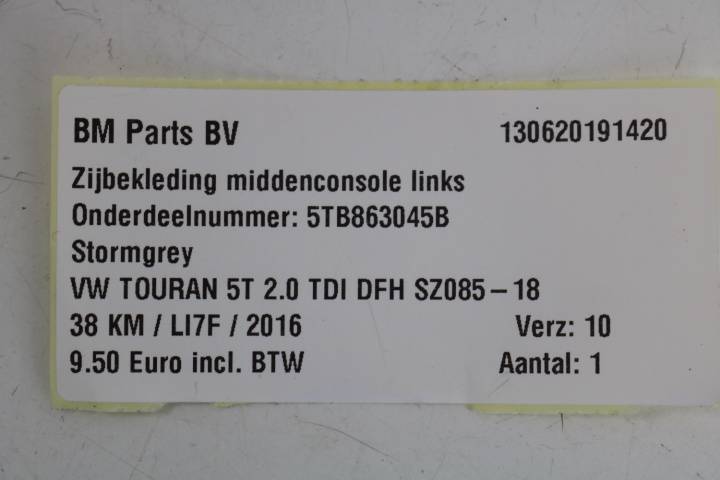 BM Parts BV 130620191420
Zijbekleding middenconsole links
Onderdeelnummer: 5TB863045B
Stormgrey
VW TOURAN 5T 2.0 TDI DFH SZ085-18
38 KM / LI7F / 2016 Verz: 10
9.50 Euro incl. BTW Aantal: 1